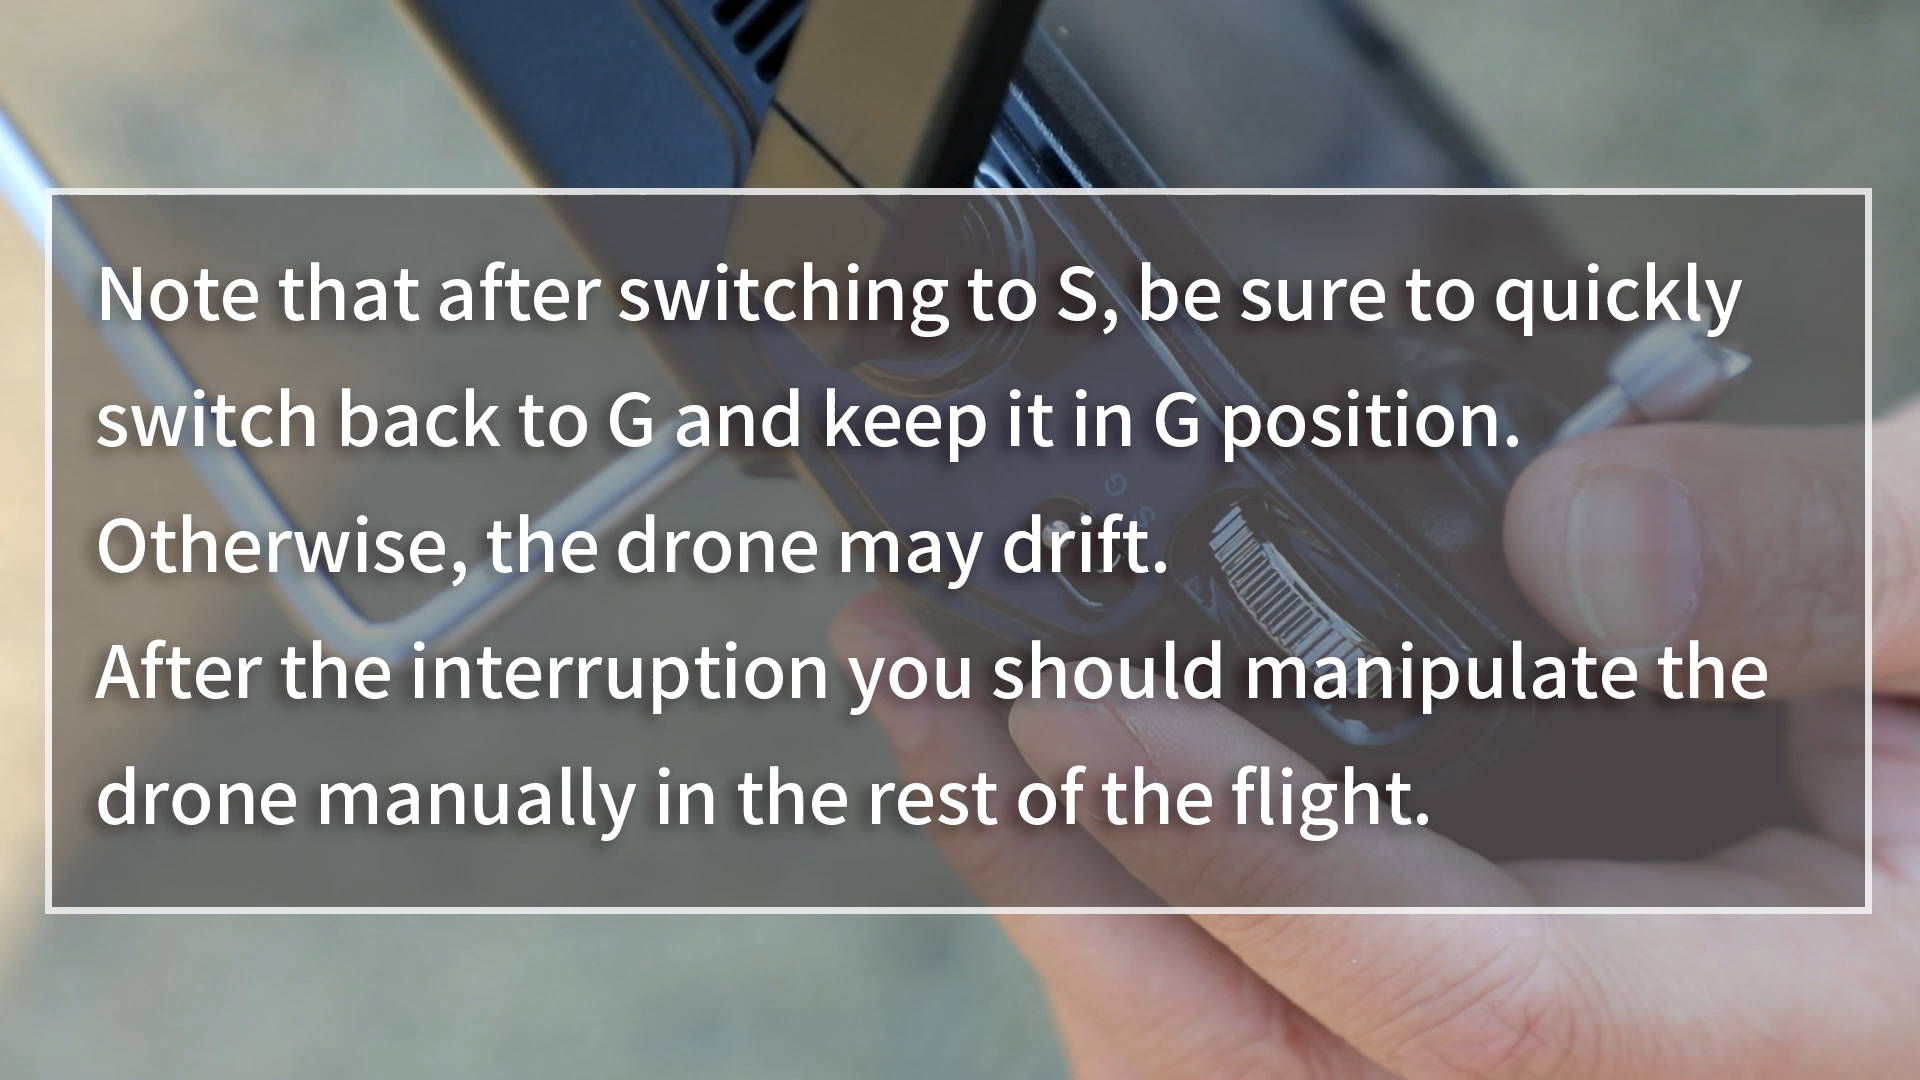 Note that after switching to S, be sure to quickly
switch back to G and keep it in G position.
Otherwise, the drone may drift.
After the interruption you should manipulate the
drone manually in the rest of the flight.
G
S